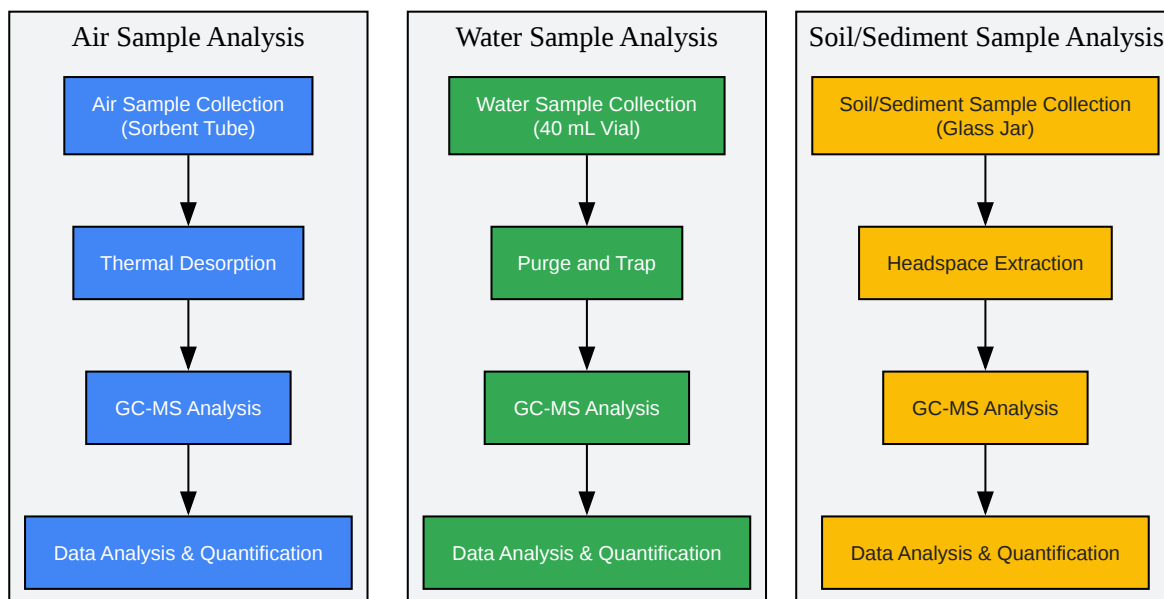 Air Sample Analysis
Air Sample Collection
(Sorbent Tube)
Thermal Desorption
GC-MS Analysis
Data Analysis & Quantification
Water Sample Analysis
Water Sample Collection
(40 mL Vial)
Purge and Trap
GC-MS Analysis
Data Analysis & Quantification
Soil/Sediment Sample Analysis
Soil/Sediment Sample Collection
(Glass Jar)
Headspace Extraction
GC-MS Analysis
Data Analysis & Quantification